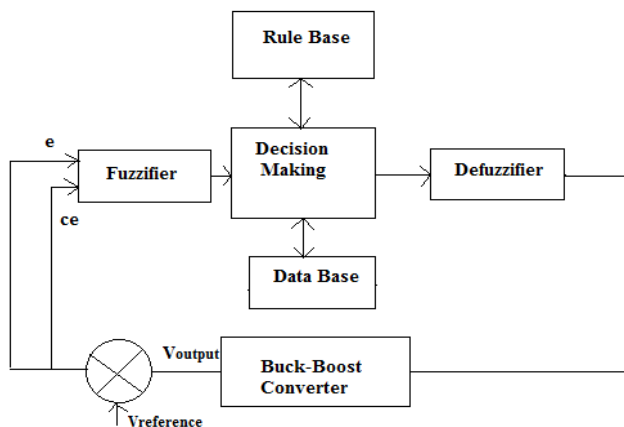 Rule Base
e
Fuzzifier
Decision
Making
Defuzzifier
ce
Data Base
Voutput
Buck-Boost
Converter
Vreference